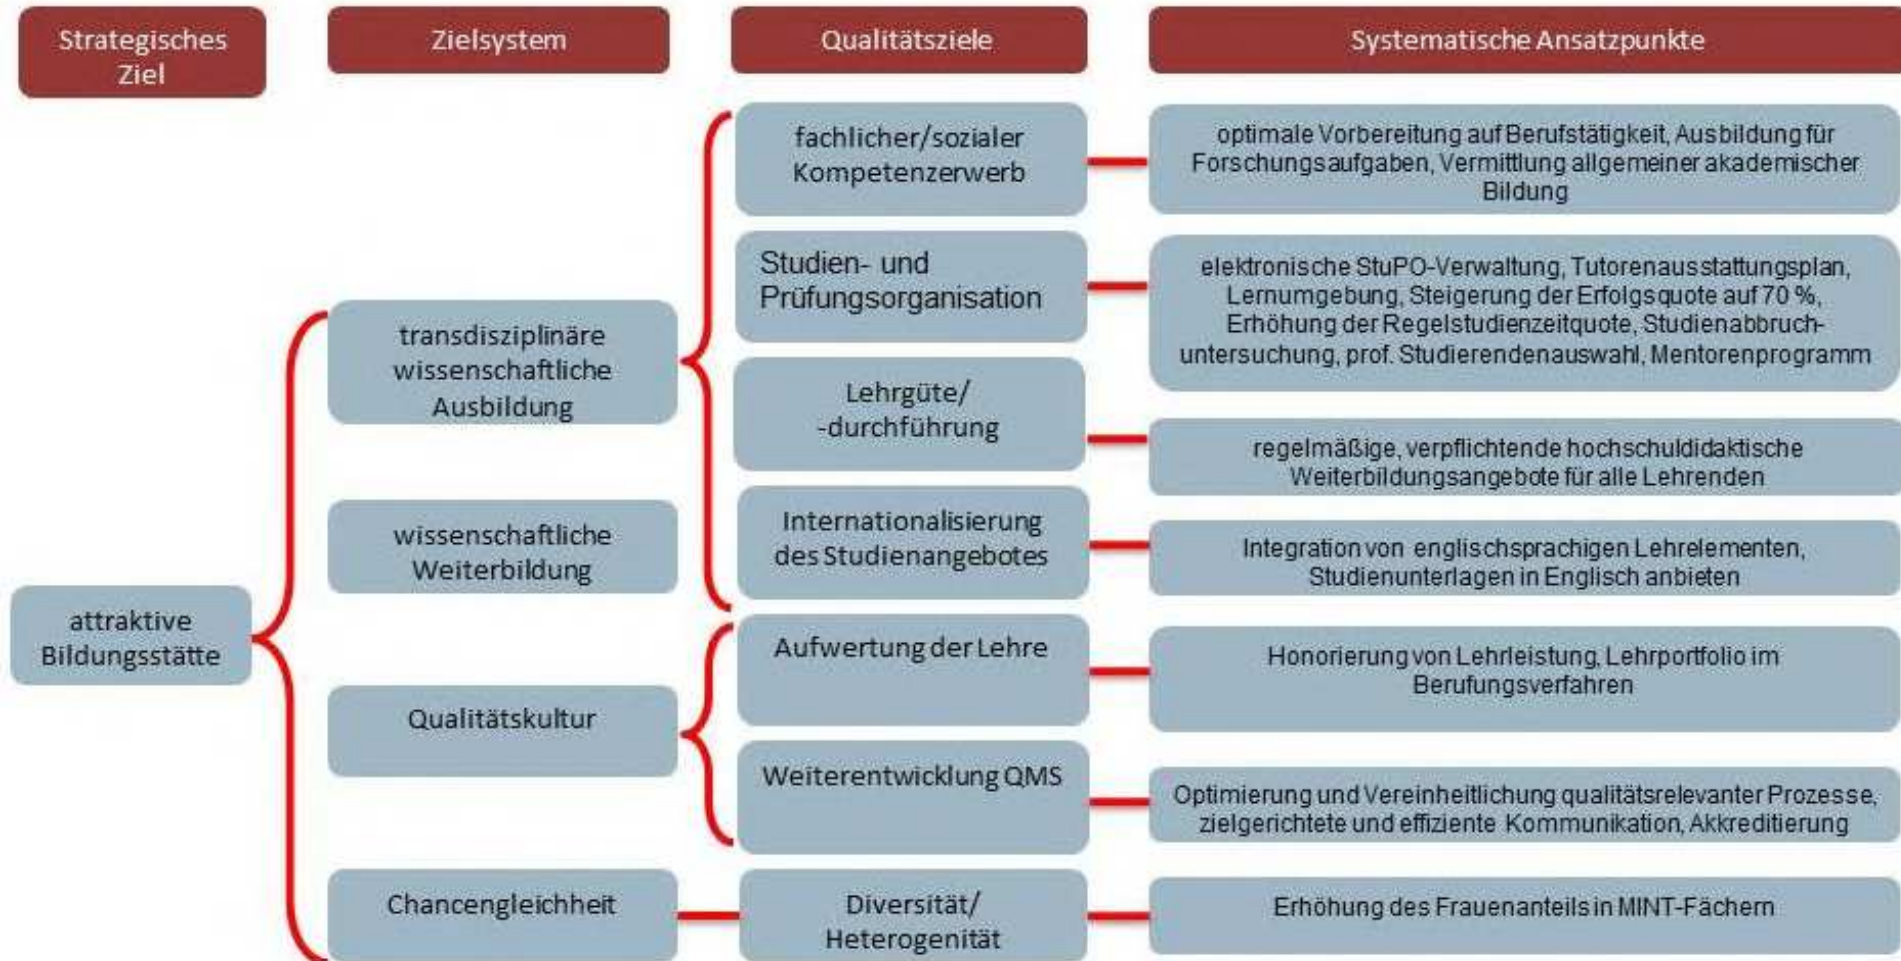 Strategisches
Ziel
Zielsystem
Qualitätsziele
Systematische Ansatzpunkte
attraktive
Bildungsstätte
transdisziplinäre
wissenschaftliche
Ausbildung
wissenschaftliche
Weiterbildung
Qualitätskultur
Chancengleichheit
fachlicher/sozialer
Kompetenzerwerb
Studien- und
Prüfungsorganisation
Lehrgüte/
-durchführung
Internationalisierung
des Studienangebotes
Aufwertung der Lehre
Weiterentwicklung QMS
Diversität/
Heterogenität
optimale Vorbereitung auf Berufstätigkeit, Ausbildung für
Forschungsaufgaben, Vermittlung allgemeiner akademischer
Bildung
elektronische StuPO-Verwaltung, Tutorenausstattungsplan,
Lernumgebung, Steigerung der Erfolgsquote auf 70 %,
Erhöhung der Regelstudienzeitquote, Studienabbruch-
untersuchung, prof. Studierendenauswahl, Mentorenprogramm
regelmäßige, verpflichtende hochschuldidaktische
Weiterbildungsangebote für alle Lehrenden
Integration von englischsprachigen Lehrelementen,
Studienunterlagen in Englisch anbieten
Honorierung von Lehrleistung, Lehrportfolio im
Berufungsverfahren
Optimierung und Vereinheitlichung qualitätsrelevanter Prozesse,
zielgerichtete und effiziente Kommunikation, Akkreditierung
Erhöhung des Frauenanteils in MINT-Fächern